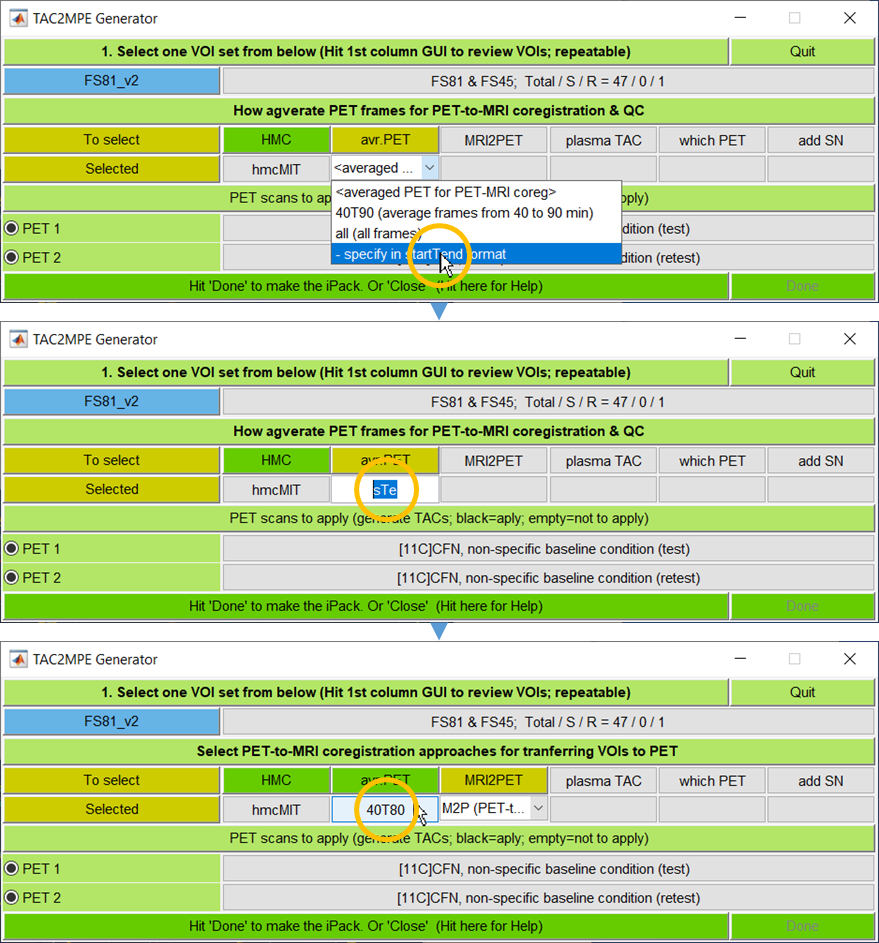 TAC2MPE Generator
1. Select one VOI set from below (Hit 1st column GUI to review VOIs; repeatable) Quit
FS81_v2 FS81 & FS45; Total / S / R = 47 / 0 / 1
How agverate PET frames for PET-to-MRI coregistration & QC
To select HMC avr.PET MRI2PET plasma TAC which PET add SN
Selected hmcMIT <averaged ...
PET scans to ap ply)
<averaged PET for PET-MRI coreg>
40T90 (average frames from 40 to 90 min)
all (all frames)
- specify in startTend format
PET 1 dition (test)
PET 2 dition (retest)
Hit 'Done' to make the iPack. Or 'Close' (Hit here for Help) Done
TAC2MPE Generator
1. Select one VOI set from below (Hit 1st column GUI to review VOIs; repeatable) Quit
FS81_v2 FS81 & FS45; Total / S / R = 47 / 0 / 1
How agverate PET frames for PET-to-MRI coregistration & QC
To select HMC avr.PET MRI2PET plasma TAC which PET add SN
Selected hmcMIT sTe
PET scans to apply (generate TACs; black=aply; empty=not to apply)
PET 1 [11C]CFN, non-specific baseline condition (test)
PET 2 [11C]CFN, non-specific baseline condition (retest)
Hit 'Done' to make the iPack. Or 'Close' (Hit here for Help) Done
TAC2MPE Generator
1. Select one VOI set from below (Hit 1st column GUI to review VOIs; repeatable) Quit
FS81_v2 FS81 & FS45; Total / S / R = 47 / 0 / 1
Select PET-to-MRI coregistration approaches for tranferring VOIs to PET
To select HMC avr.PET MRI2PET plasma TAC which PET add SN
Selected hmcMIT 40T80 M2P (PET-t...
PET scans to apply (generate TACs; black=aply; empty=not to apply)
PET 1 [11C]CFN, non-specific baseline condition (test)
PET 2 [11C]CFN, non-specific baseline condition (retest)
Hit 'Done' to make the iPack. Or 'Close' (Hit here for Help) Done